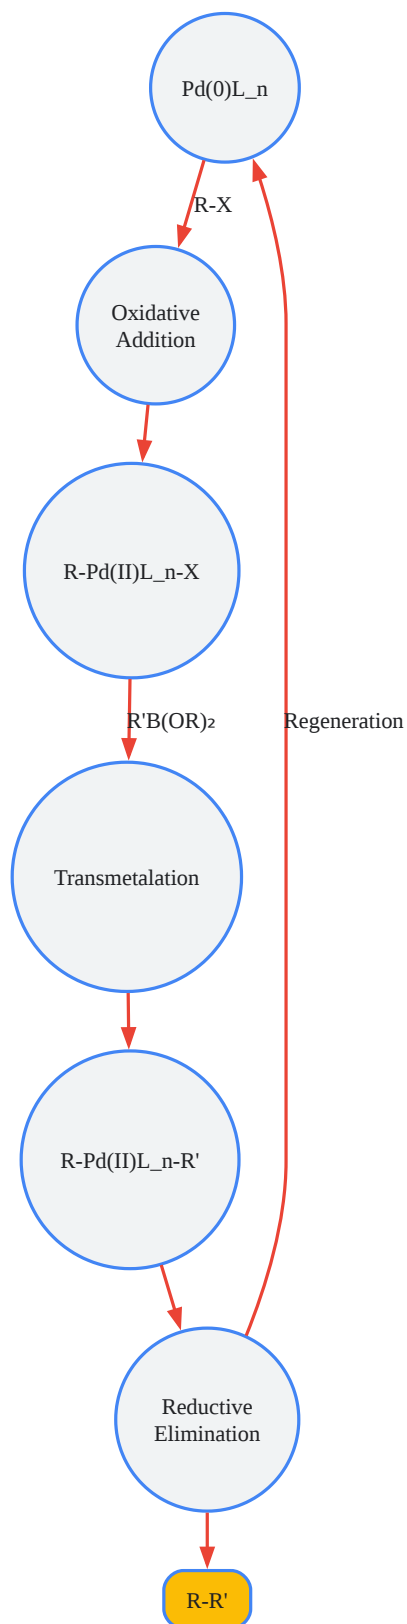 Pd(0)L_n
R-X
Oxidative
Addition
R-Pd(II)L_n-X
R'B(OR)₂
Regeneration
Transmetalation
R-Pd(II)L_n-R'
Reductive
Elimination
R-R'